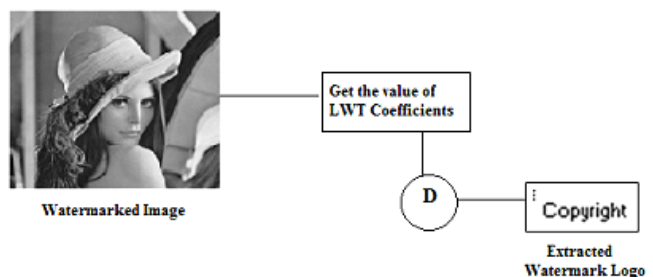 Get the value of
LWT Coefficients
Watermarked Image
D
Copyright
Extracted
Watermark Logo